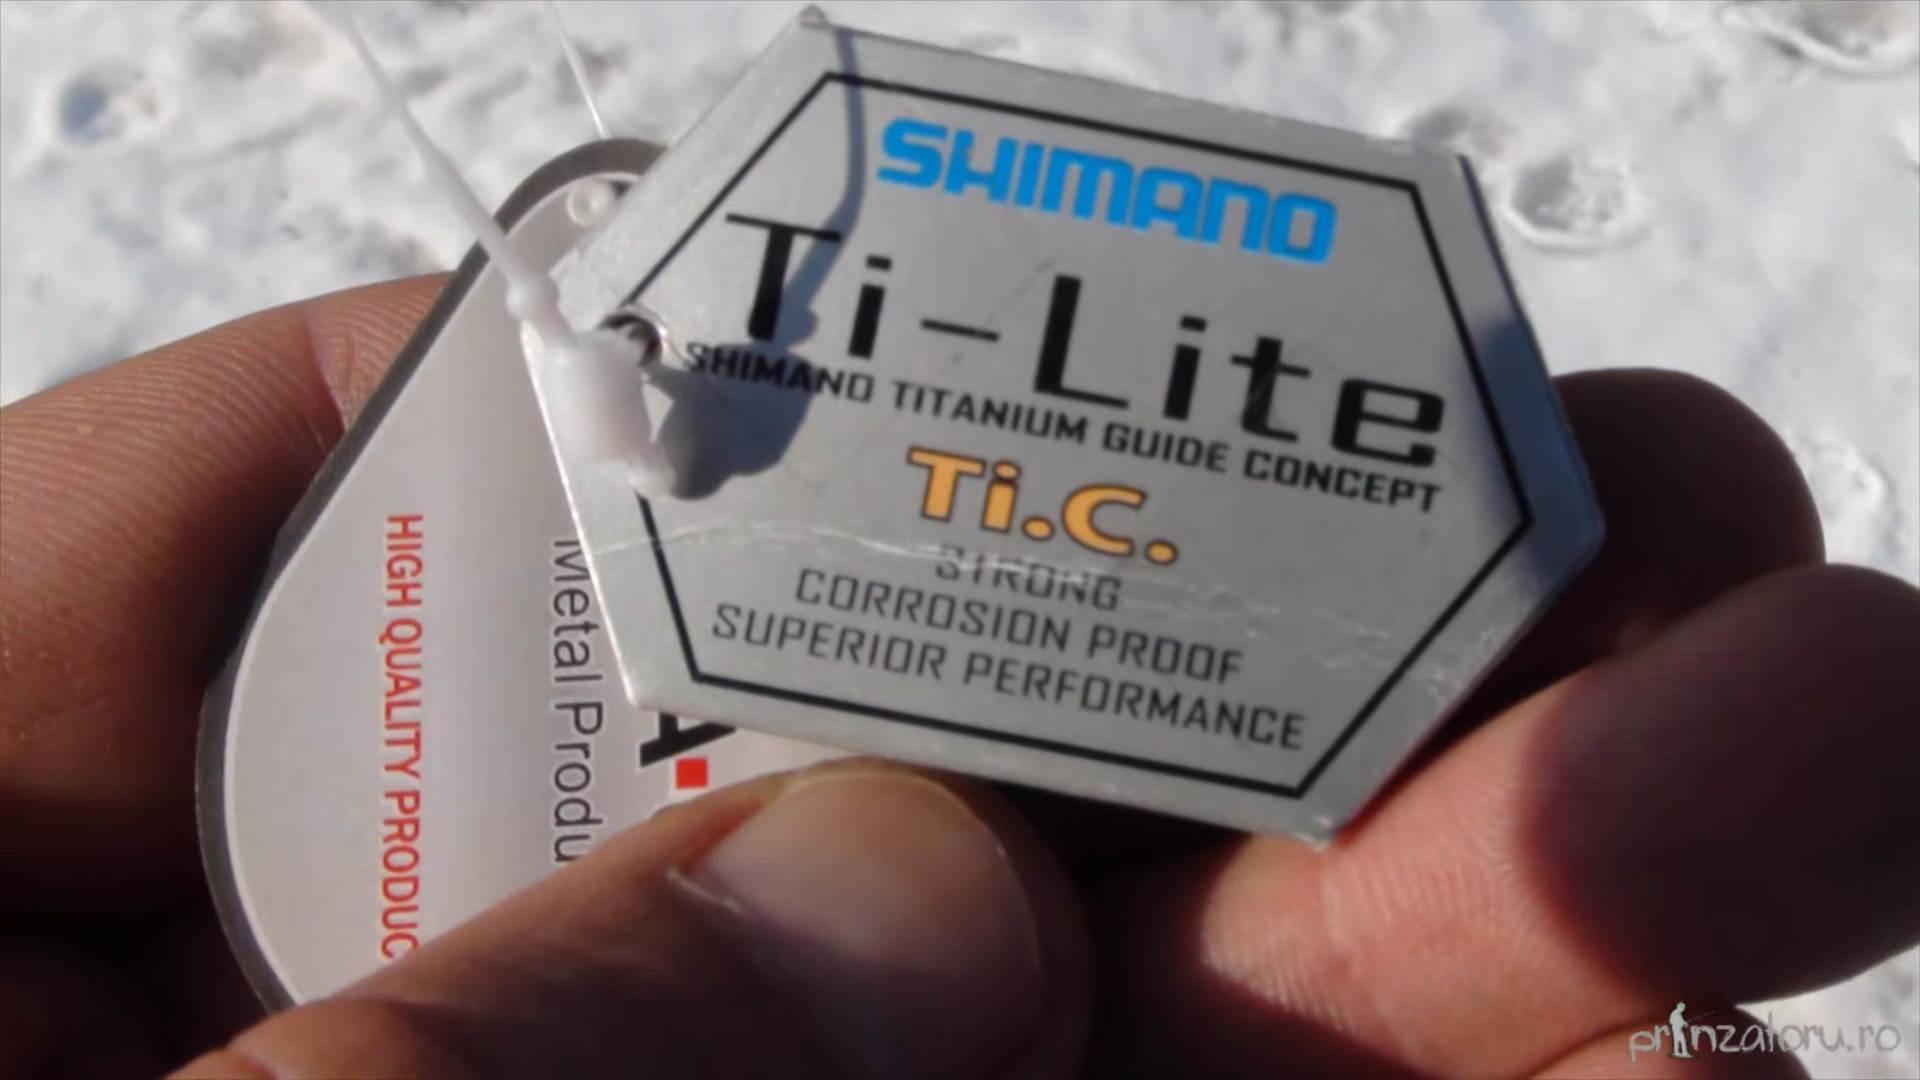 SHIMANO
Ti-Lite
SHIMANO TITANIUM GUIDE CONCEPT
Ti.C.
STRONG
CORROSION PROOF
SUPERIOR PERFORMANCE
HIGH QUALITY PRODUC
Metal Produ
A.
prinzatoru.ro